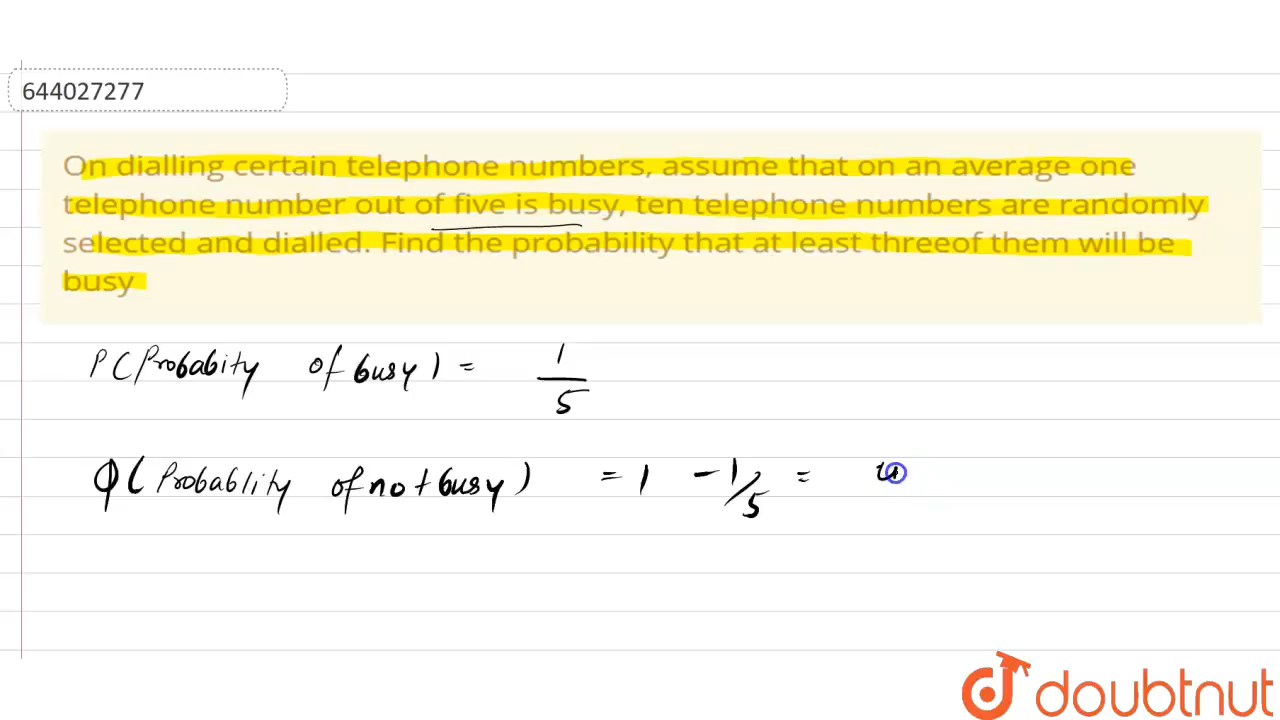 644027277
On dialling certain telephone numbers, assume that on an average one
telephone number out of five is busy, ten telephone numbers are randomly
selected and dialled. Find the probability that at least threeof them will be
busy
P(Probabity of busy) = 1/5
Q(Probablity of not busy) = 1 - 1/5 = 4
doubtnut